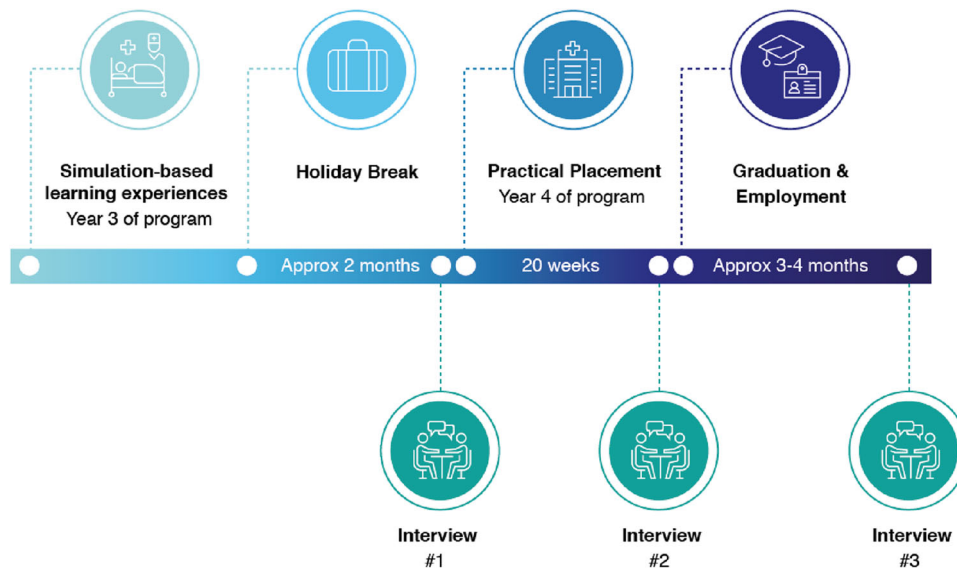 Simulation-based
learning experiences
Year 3 of program
Holiday Break
Practical Placement
Year 4 of program
Graduation &
Employment
Approx 2 months
20 weeks
Approx 3-4 months
Interview
#1
Interview
#2
Interview
#3